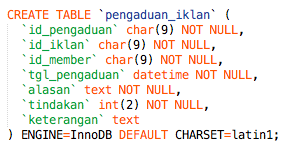 CREATE TABLE `pengaduan_iklan` (
  `id_pengaduan` char(9) NOT NULL,
  `id_iklan` char(9) NOT NULL,
  `id_member` char(9) NOT NULL,
  `tgl_pengaduan` datetime NOT NULL,
  `alasan` text NOT NULL,
  `tindakan` int(2) NOT NULL,
  `keterangan` text
) ENGINE=InnoDB DEFAULT CHARSET=latin1;